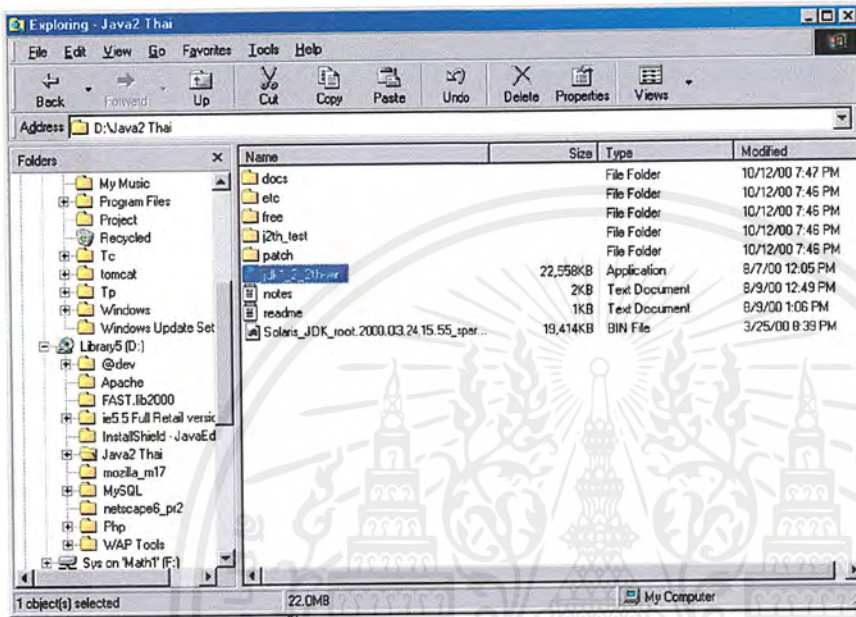 Exploring - Java2 Thai
File Edit View Go Favorites Tools Help
Back Forward Up Cut Copy Paste Undo Delete Properties Views
Address D:\Java2 Thai
Folders
My Music
Program Files
Project
Recycled
Tc
tomcat
Tp
Windows
Windows Update Set
Library5 (D:)
@dev
Apache
FAST.lib2000
ie5.5 Full Retail versic
InstallShield - JavaEd
Java2 Thai
mozilla_m17
MySQL
netscape6_pr2
Php
WAP Tools
Sys on 'Math1' (F:)
Name Size Type Modified
docs File Folder 10/12/00 7:47 PM
etc File Folder 10/12/00 7:46 PM
free File Folder 10/12/00 7:46 PM
j2th_test File Folder 10/12/00 7:46 PM
patch File Folder 10/12/00 7:46 PM
22,558KB Application 8/7/00 12:05 PM
notes 2KB Text Document 8/9/00 12:49 PM
readme 1KB Text Document 8/9/00 1:06 PM
Solaris_JDK_root.2000.03.24.15.55_spar... 19,414KB BIN File 3/25/00 8:39 PM
1 object(s) selected 22.0MB My Computer